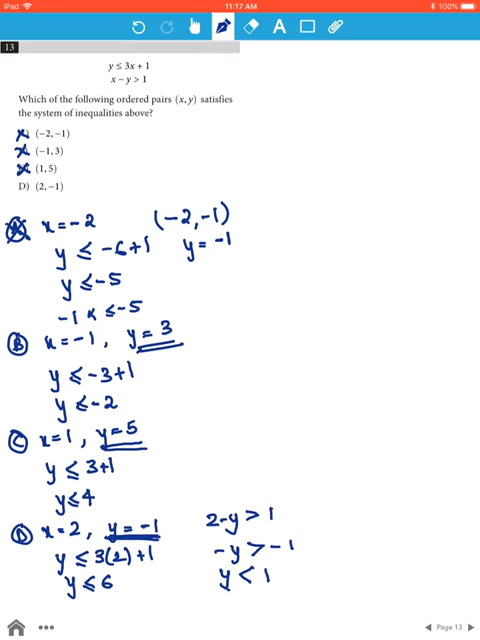 iPad 11:17 AM 100%
A
13
y ≤ 3x + 1
x − y > 1
Which of the following ordered pairs (x, y) satisfies
the system of inequalities above?
A) (−2, −1)
B) (−1, 3)
C) (1, 5)
D) (2, −1)
A x = −2 (−2, −1)
y ≤ −6+1 y = −1
y ≤ −5
−1 ≤ −5
B x = −1, y = 3
y ≤ −3+1
y ≤ −2
C x=1, y=5
y ≤ 3+1
y ≤ 4
D x=2, y=−1 2−y > 1
y ≤ 3(2)+1 −y > −1
y ≤ 6 y < 1
Page 13